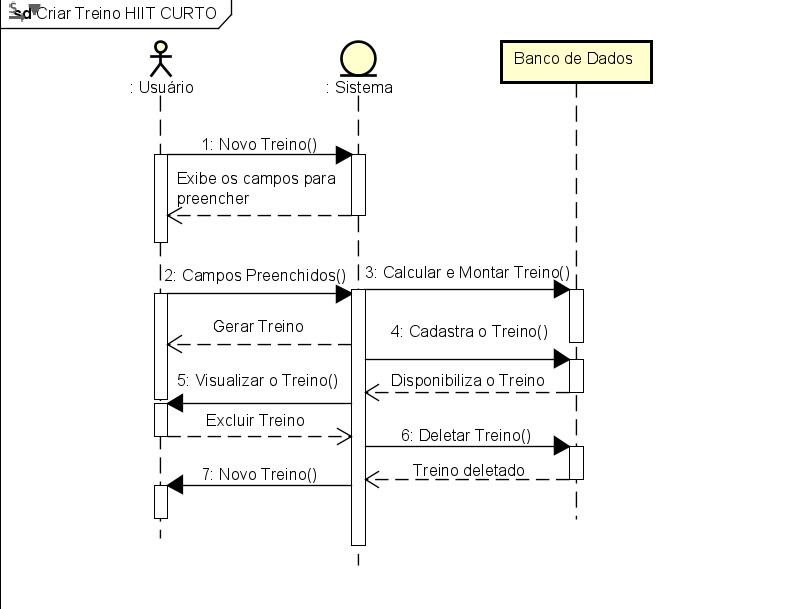 sd Criar Treino HIIT CURTO
: Usuário
: Sistema
Banco de Dados
1: Novo Treino()
Exibe os campos para
preencher
2: Campos Preenchidos()
3: Calcular e Montar Treino()
Gerar Treino
4: Cadastra o Treino()
5: Visualizar o Treino()
Disponibiliza o Treino
Excluir Treino
6: Deletar Treino()
7: Novo Treino()
Treino deletado